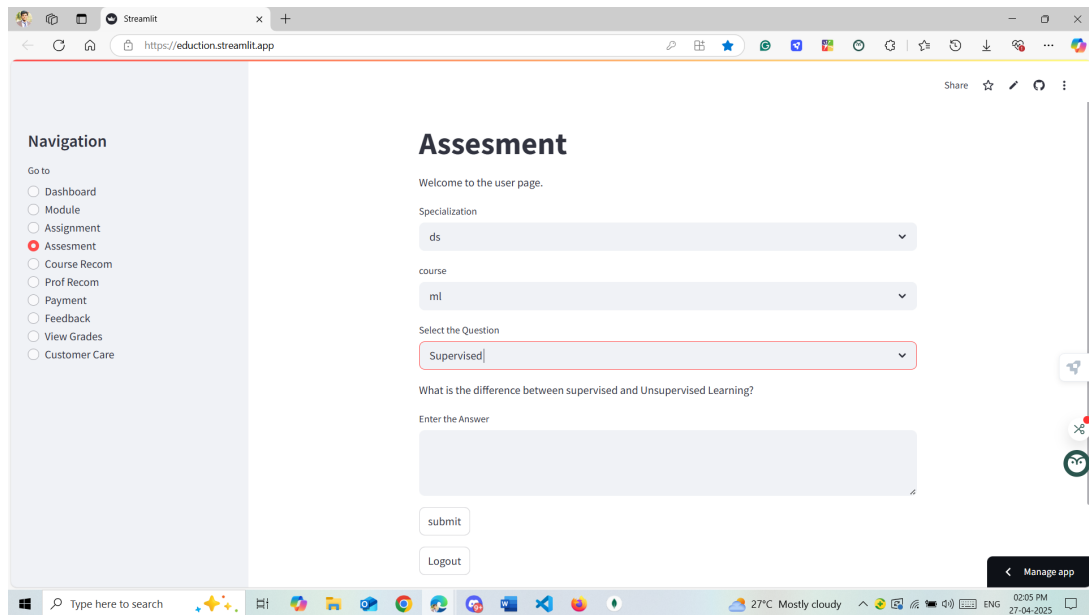 Streamlit
https://eduction.streamlit.app
Share
Navigation
Go to
Dashboard
Module
Assignment
Assesment
Course Recom
Prof Recom
Payment
Feedback
View Grades
Customer Care
Assesment
Welcome to the user page.
Specialization
ds
course
ml
Select the Question
Supervised
What is the difference between supervised and Unsupervised Learning?
Enter the Answer
submit
Logout
Manage app
Type here to search
27°C Mostly cloudy
ENG
02:05 PM
27-04-2025